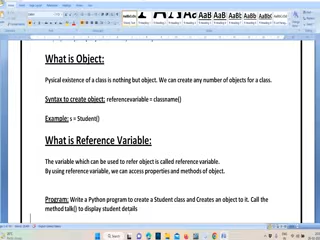 What is Object:
Pysical existence of a class is nothing but object. We can create any number of objects for a class.
Syntax to create object: referencevariable = classname()
Example: s = Student()
What is Reference Variable:
The variable which can be used to refer object is called reference variable.
By using reference variable, we can access properties and methods of object.
Program: Write a Python program to create a Student class and Creates an object to it. Call the
method talk() to display student details